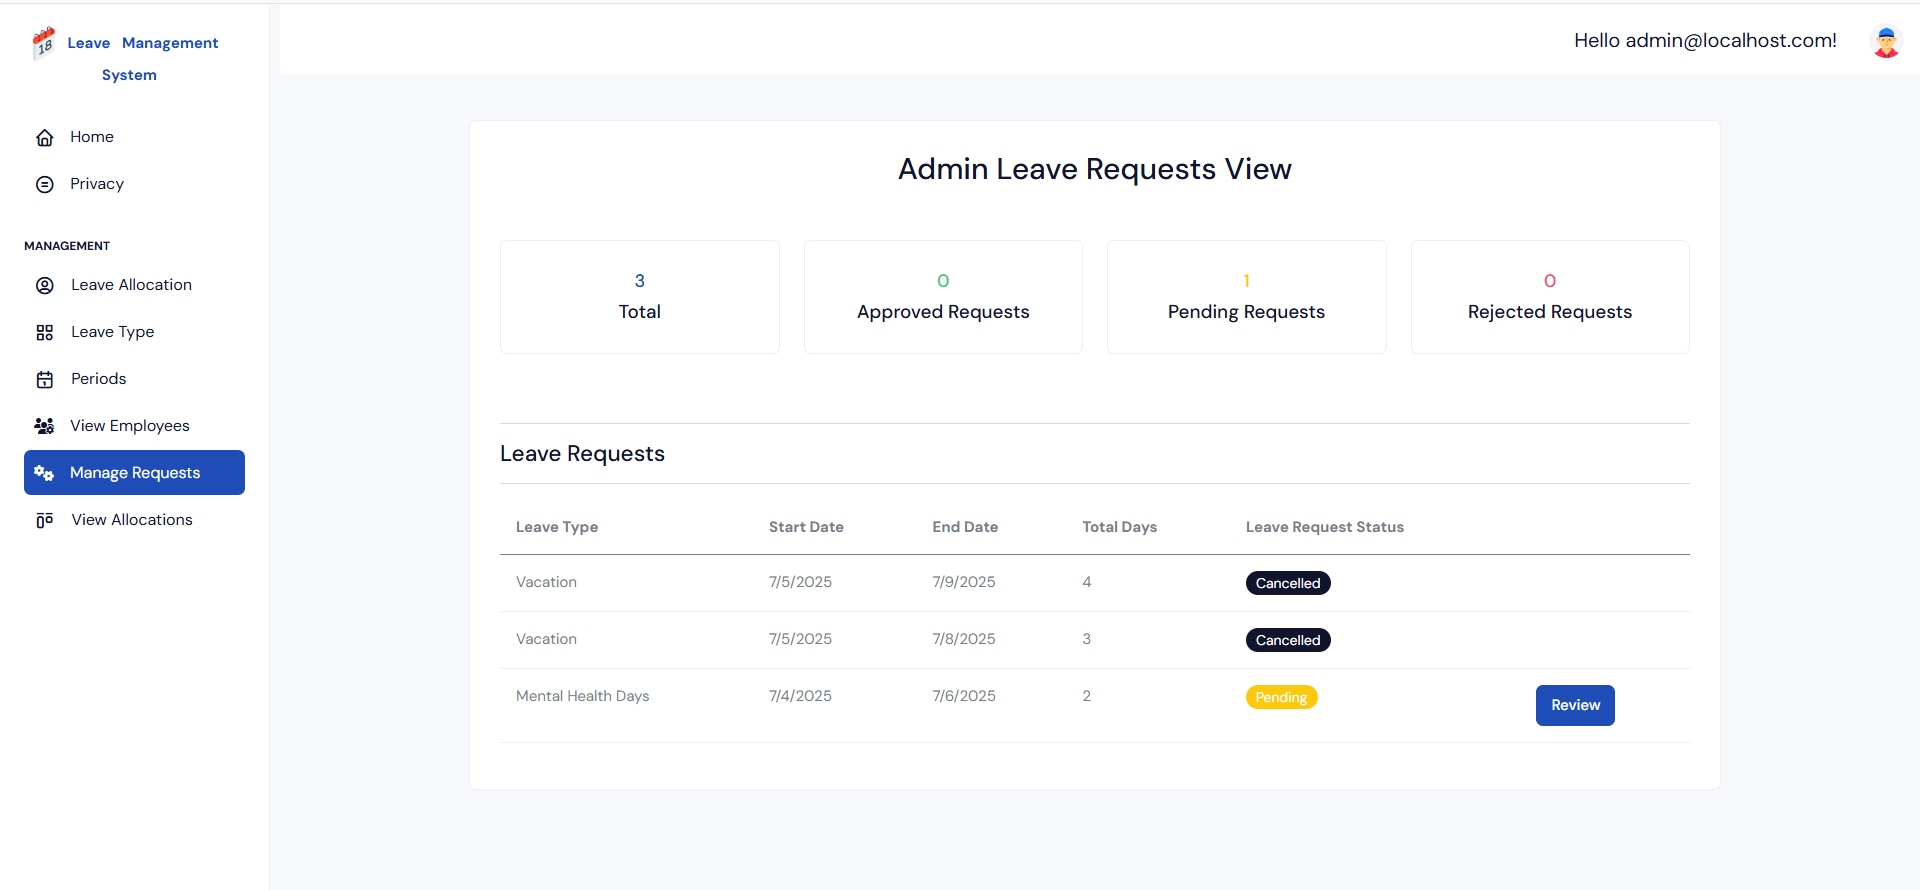 18
Leave Management
System
Hello admin@localhost.com!
Home
Privacy
MANAGEMENT
Leave Allocation
Leave Type
Periods
View Employees
Manage Requests
View Allocations
Admin Leave Requests View
3
Total
0
Approved Requests
1
Pending Requests
0
Rejected Requests
Leave Requests
Leave Type Start Date End Date Total Days Leave Request Status
Vacation 7/5/2025 7/9/2025 4 Cancelled
Vacation 7/5/2025 7/8/2025 3 Cancelled
Mental Health Days 7/4/2025 7/6/2025 2 Pending Review